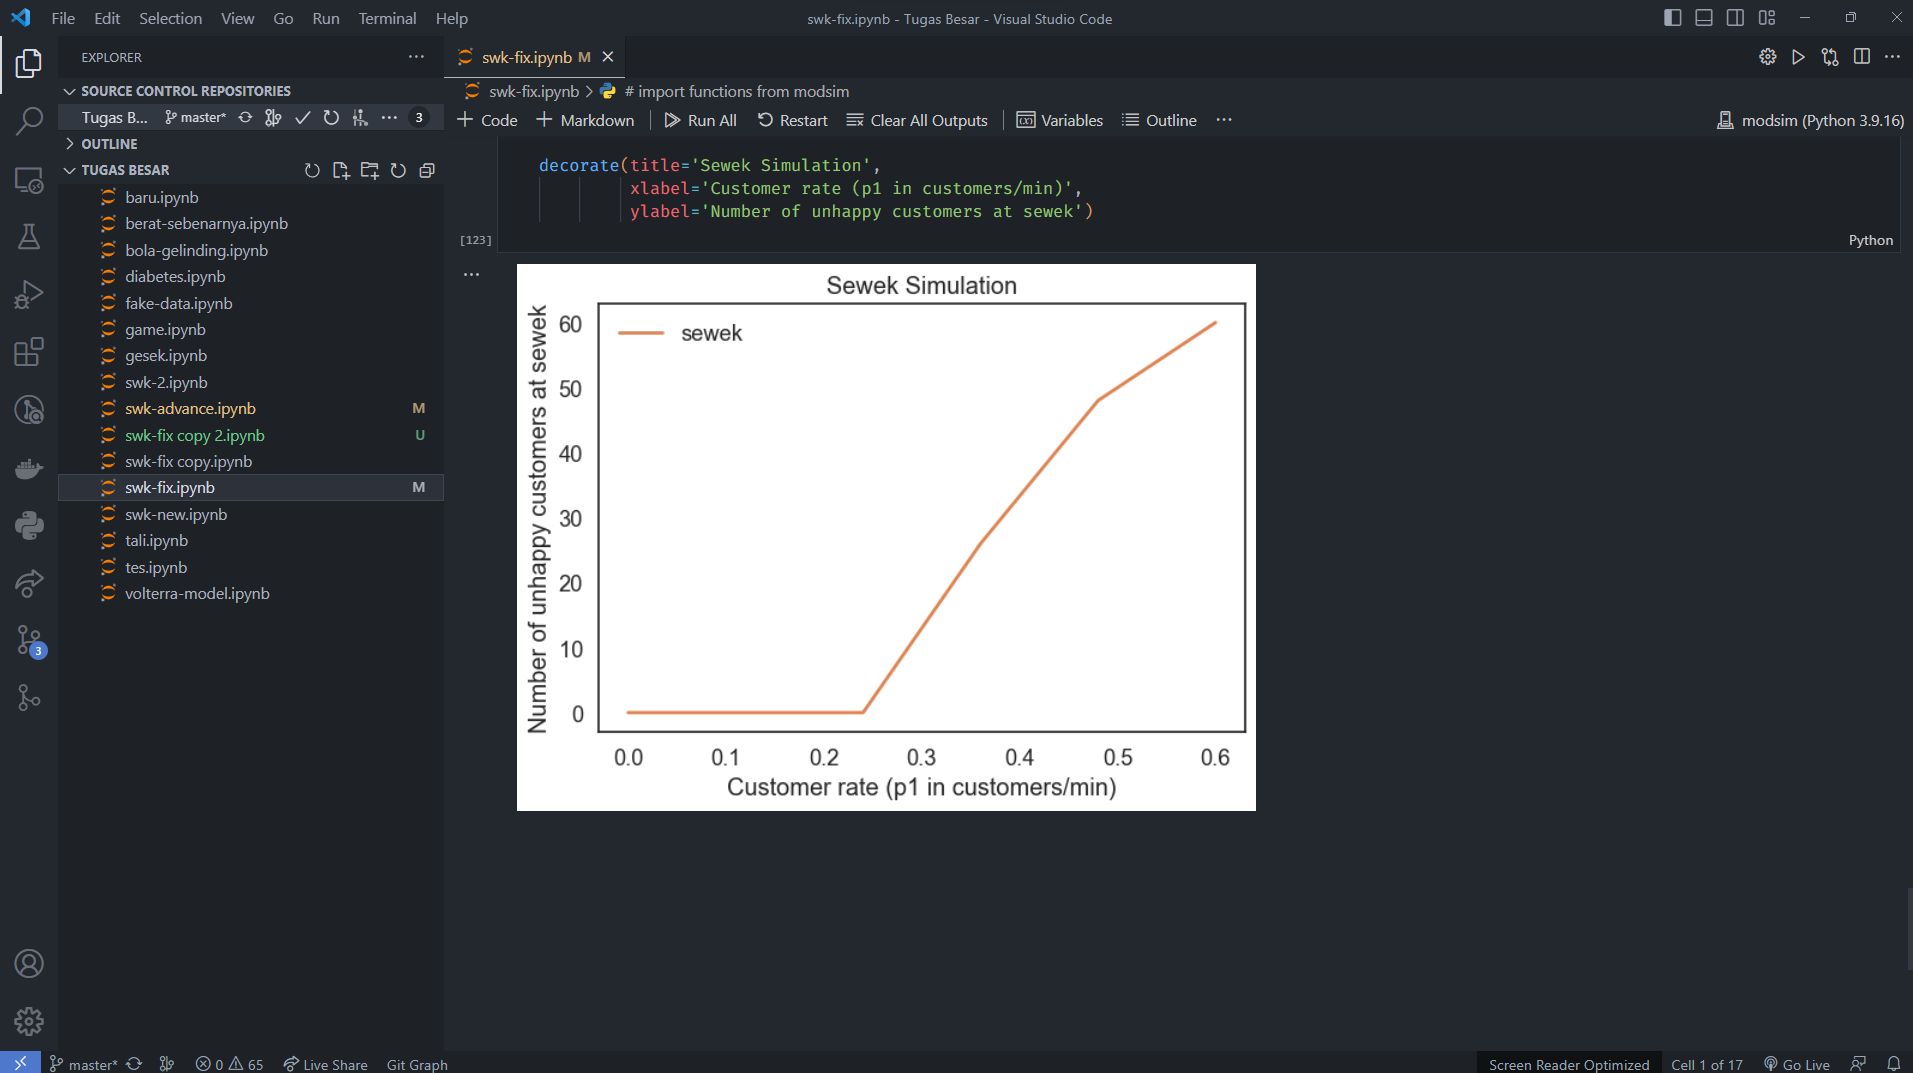 File Edit Selection View Go Run Terminal Help
swk-fix.ipynb - Tugas Besar - Visual Studio Code
EXPLORER
SOURCE CONTROL REPOSITORIES
Tugas B... master* 3
OUTLINE
TUGAS BESAR
baru.ipynb
berat-sebenarnya.ipynb
bola-gelinding.ipynb
diabetes.ipynb
fake-data.ipynb
game.ipynb
gesek.ipynb
swk-2.ipynb
swk-advance.ipynb M
swk-fix copy 2.ipynb U
swk-fix copy.ipynb
swk-fix.ipynb M
swk-new.ipynb
tali.ipynb
tes.ipynb
volterra-model.ipynb
3
swk-fix.ipynb M
swk-fix.ipynb > # import functions from modsim
+ Code + Markdown Run All Restart Clear All Outputs Variables Outline ...
modsim (Python 3.9.16)
decorate(title='Sewek Simulation',
xlabel='Customer rate (p1 in customers/min)',
ylabel='Number of unhappy customers at sewek')
[123]
Python
Sewek Simulation
sewek
Number of unhappy customers at sewek
60
50
40
30
20
10
0
0.0 0.1 0.2 0.3 0.4 0.5 0.6
Customer rate (p1 in customers/min)
master* 0 65 Live Share Git Graph
Screen Reader Optimized Cell 1 of 17 Go Live